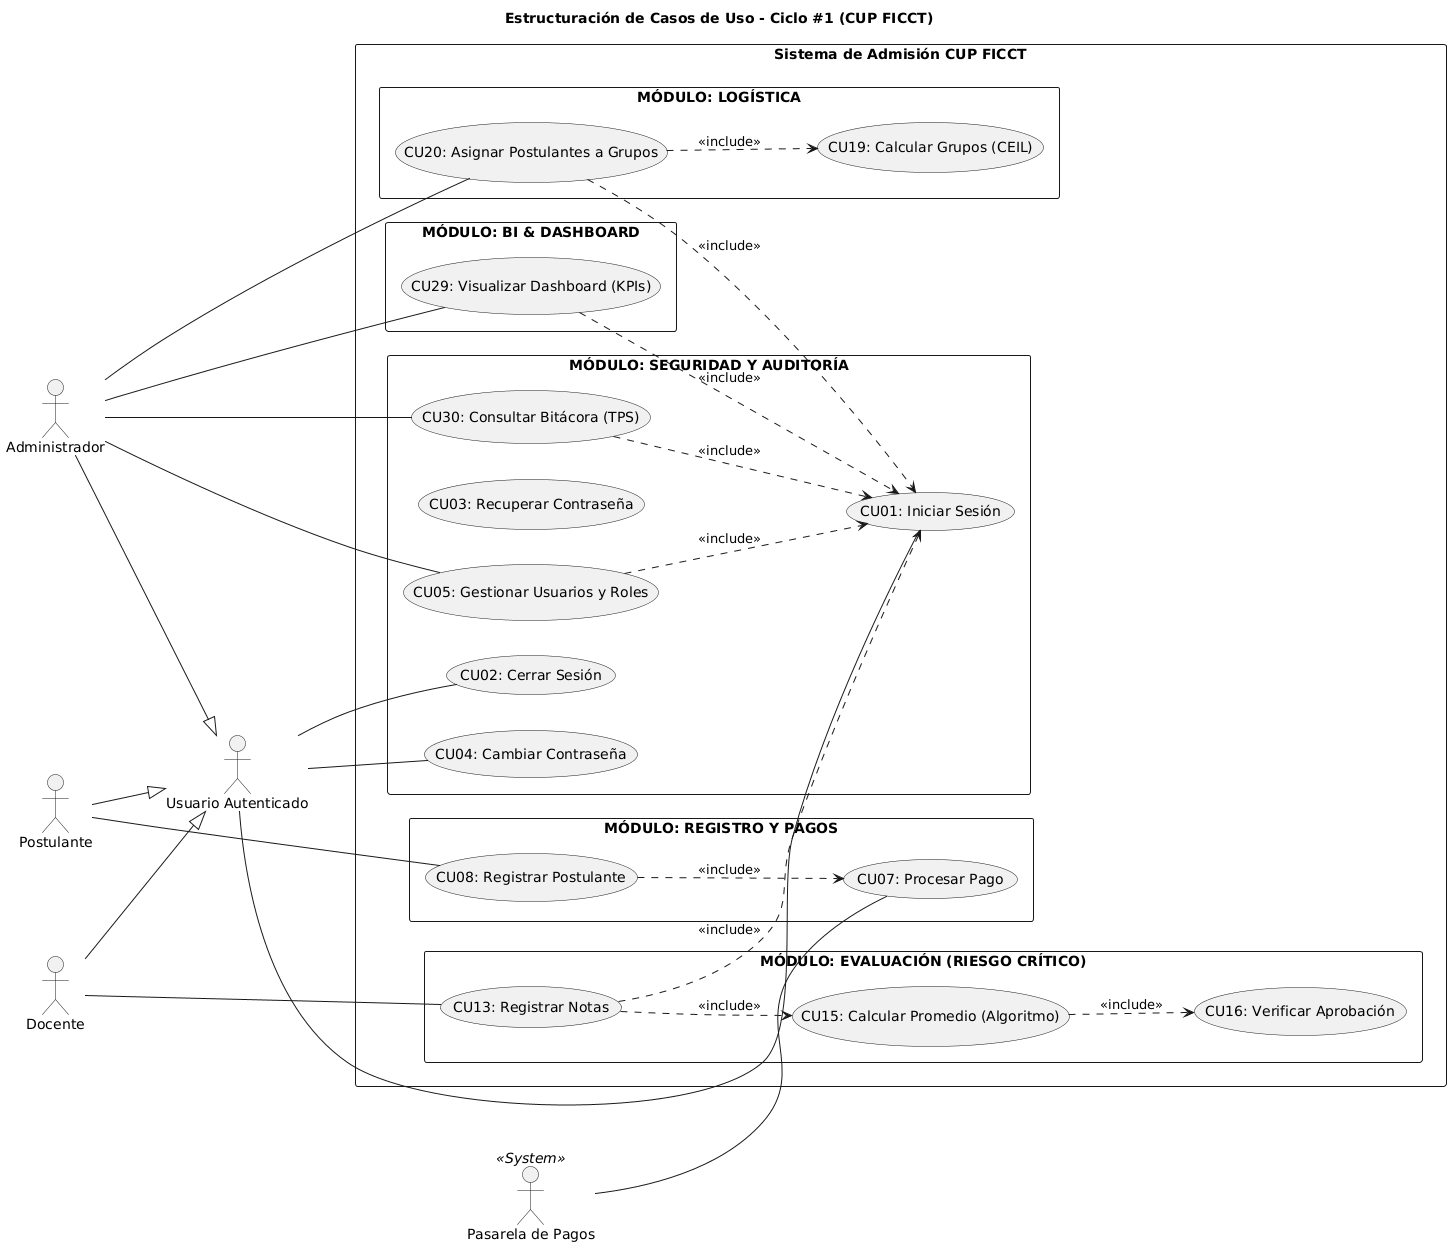 Estructuración de Casos de Uso - Ciclo #1 (CUP FICCT)
Sistema de Admisión CUP FICCT
MÓDULO: LOGÍSTICA
CU20: Asignar Postulantes a Grupos
«include»
CU19: Calcular Grupos (CEIL)
«include»
MÓDULO: BI & DASHBOARD
CU29: Visualizar Dashboard (KPIs)
«include»
MÓDULO: SEGURIDAD Y AUDITORÍA
CU30: Consultar Bitácora (TPS)
«include»
CU03: Recuperar Contraseña
CU01: Iniciar Sesión
«include»
CU05: Gestionar Usuarios y Roles
CU02: Cerrar Sesión
CU04: Cambiar Contraseña
Administrador
Usuario Autenticado
Postulante
Docente
MÓDULO: REGISTRO Y PAGOS
CU08: Registrar Postulante
«include»
CU07: Procesar Pago
«include»
MÓDULO: EVALUACIÓN (RIESGO CRÍTICO)
CU13: Registrar Notas
«include»
CU15: Calcular Promedio (Algoritmo)
«include»
CU16: Verificar Aprobación
«System»
Pasarela de Pagos